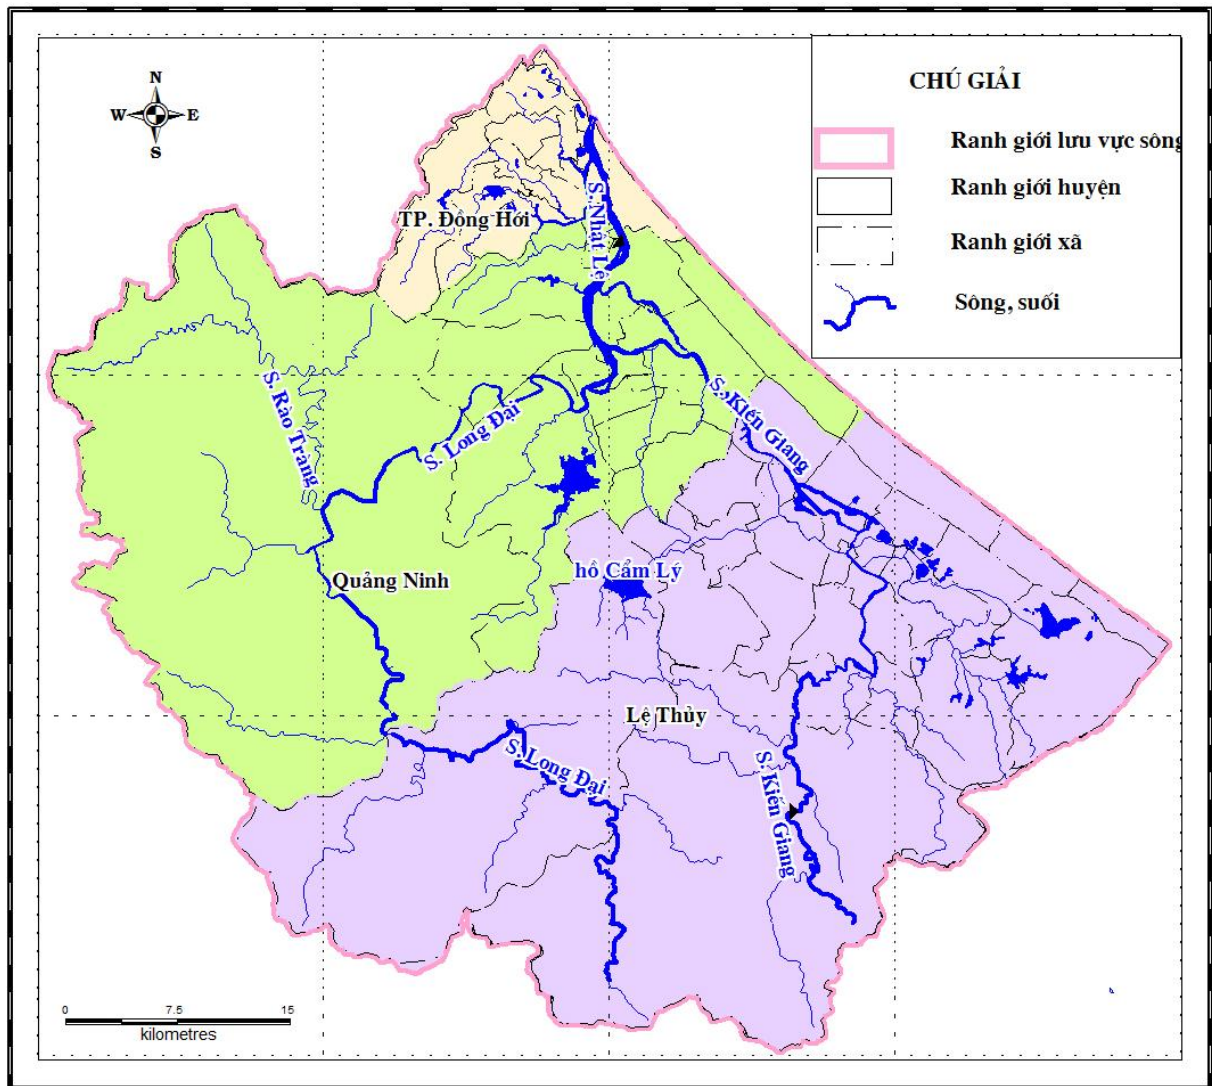 CHÚ GIẢI
Ranh giới lưu vực sông
Ranh giới huyện
Ranh giới xã
Sông, suối
N
W E
S
TP. Đồng Hới
S. Nhật Lệ
S. Rào Tràng
S. Long Đại
S. Kiến Giang
Quảng Ninh
hồ Cẩm Lý
Lệ Thủy
S. Long Đại
S. Kiến Giang
0 7.5 15
kilometres